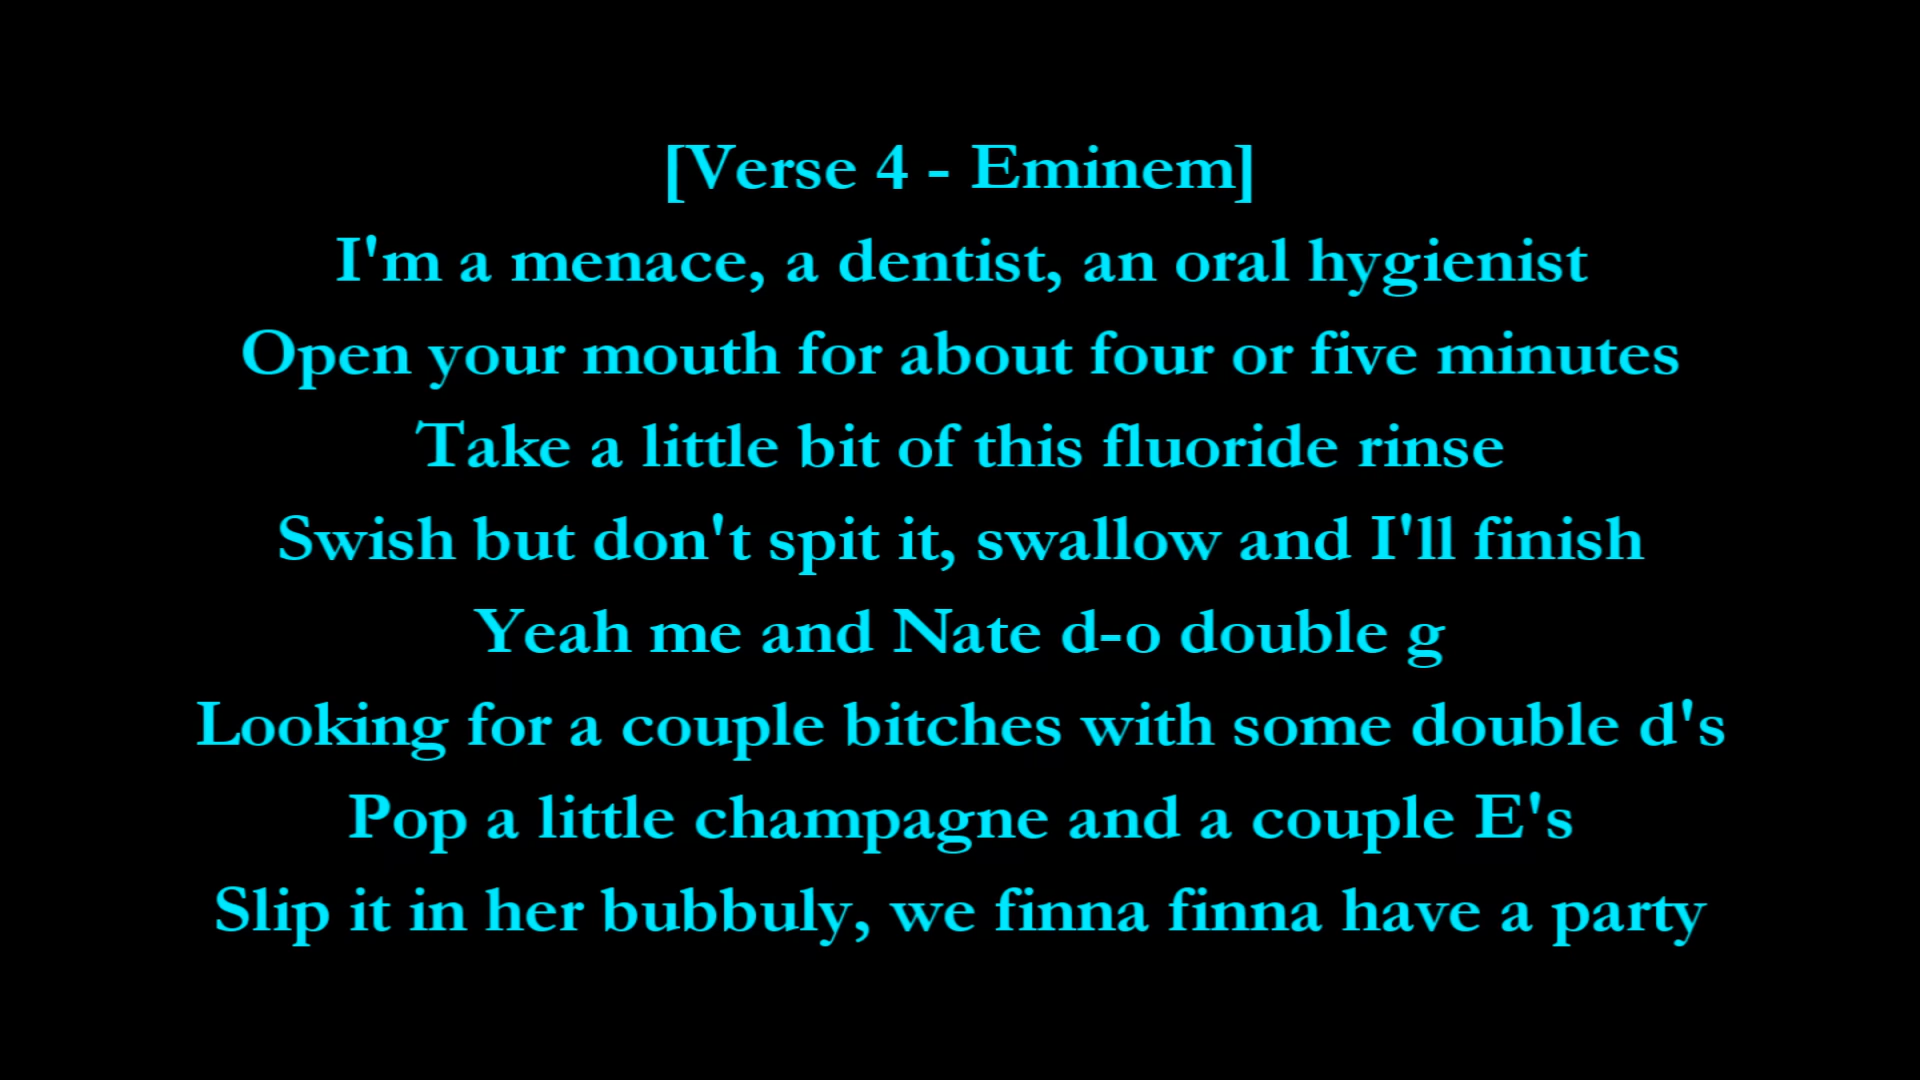 [Verse 4 - Eminem]
I'm a menace, a dentist, an oral hygienist
Open your mouth for about four or five minutes
Take a little bit of this fluoride rinse
Swish but don't spit it, swallow and I'll finish
Yeah me and Nate d-o double g
Looking for a couple bitches with some double d's
Pop a little champagne and a couple E's
Slip it in her bubbuly, we finna finna have a party